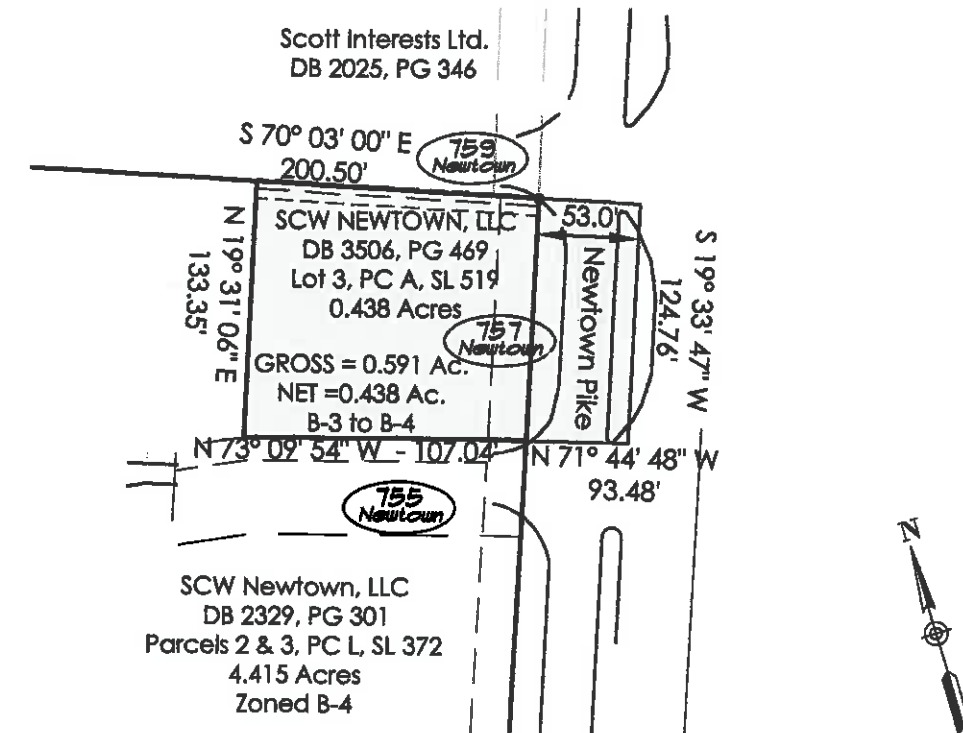 Scott Interests Ltd.
DB 2025, PG 346
S 70° 03' 00" E
200.50'
759
Newtown
SCW NEWTOWN, LLC
DB 3506, PG 469
Lot 3, PC A, SL 519
0.438 Acres
53.0'
Newtown Pike
N 19° 31' 06" E
133.35'
S 19° 33' 47" W
124.76'
757
Newtown
GROSS = 0.591 Ac.
NET =0.438 Ac.
B-3 to B-4
N 73° 09' 54" W - 107.04'
N 71° 44' 48" W
93.48'
755
Newtown
SCW Newtown, LLC
DB 2329, PG 301
Parcels 2 & 3, PC L, SL 372
4.415 Acres
Zoned B-4
N